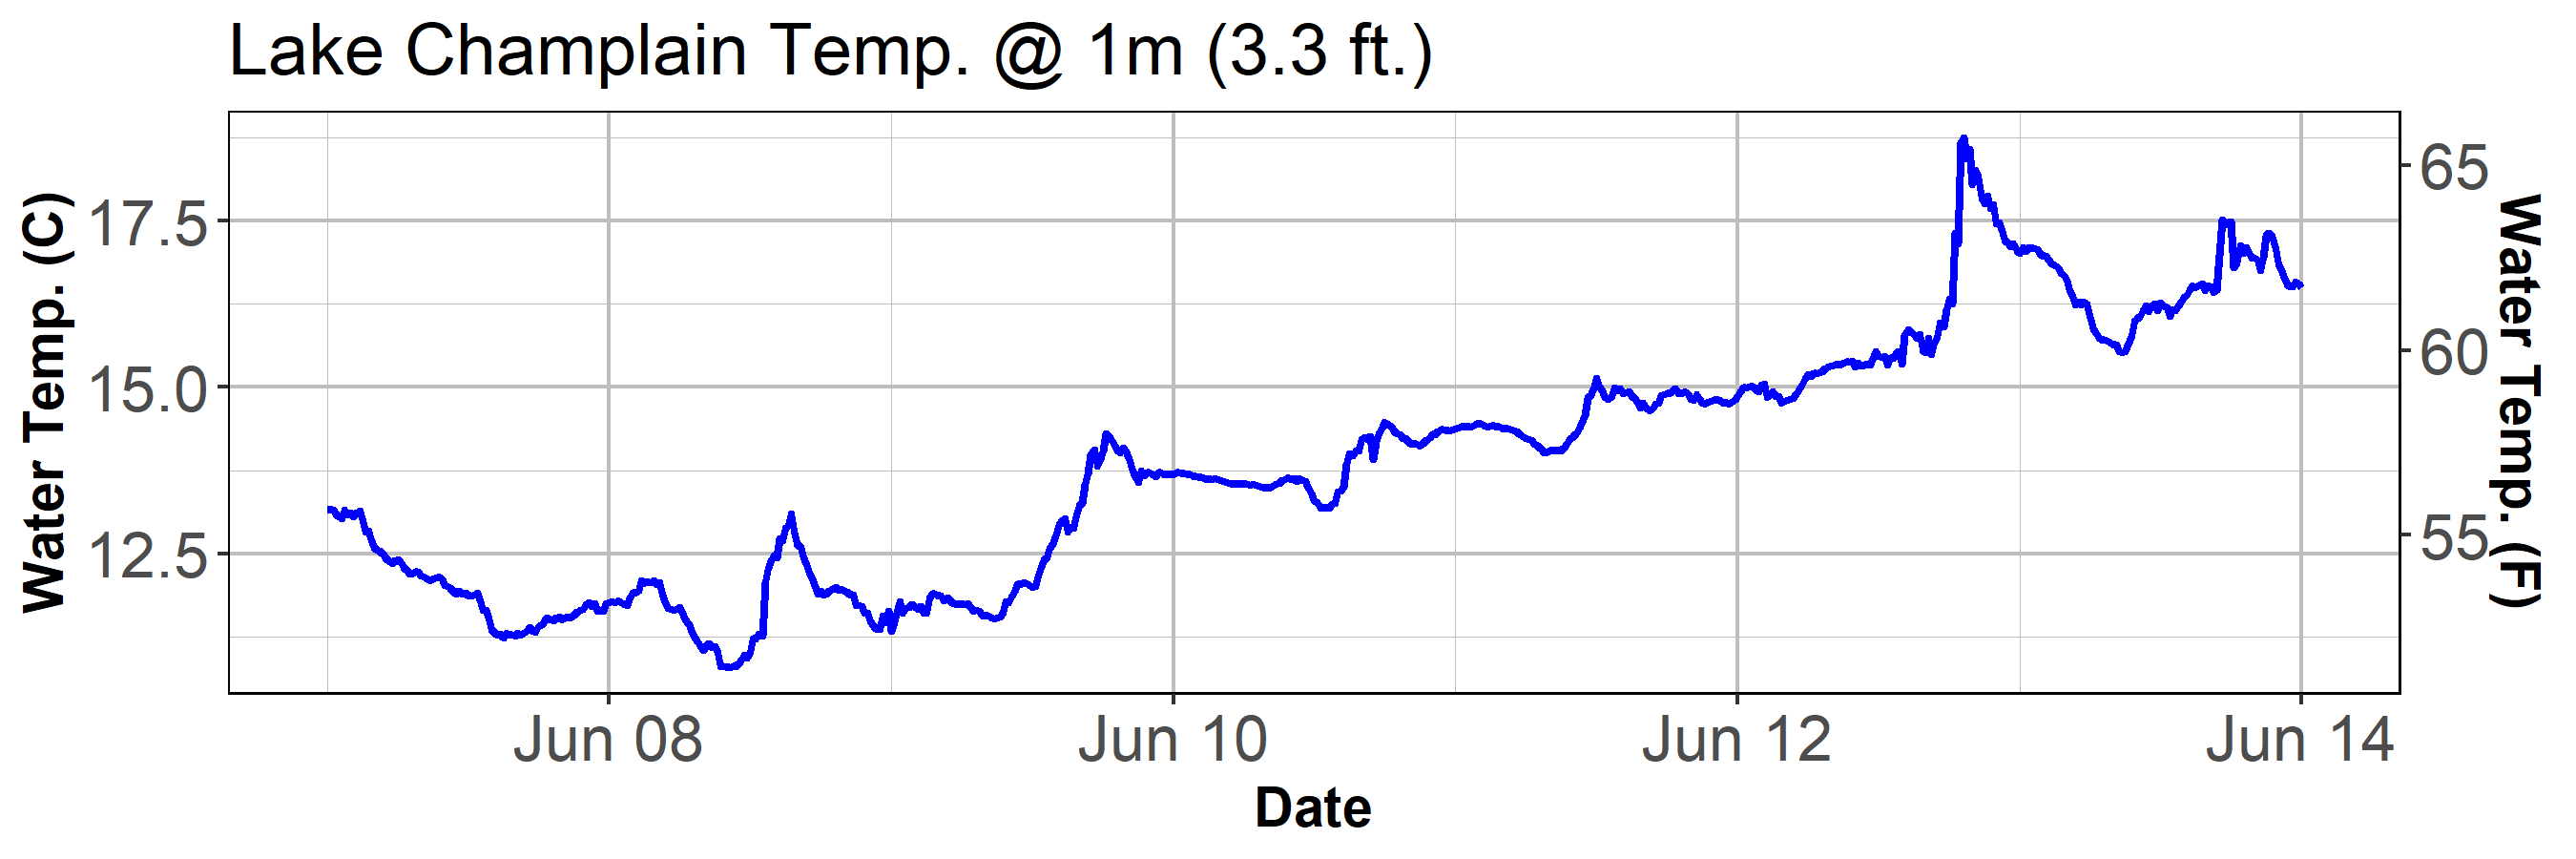 Lake Champlain Temp. @ 1m (3.3 ft.)
Water Temp. (C)
17.5
15.0
12.5
65
60
55
Water Temp. (F)
Jun 08
Jun 10
Jun 12
Jun 14
Date